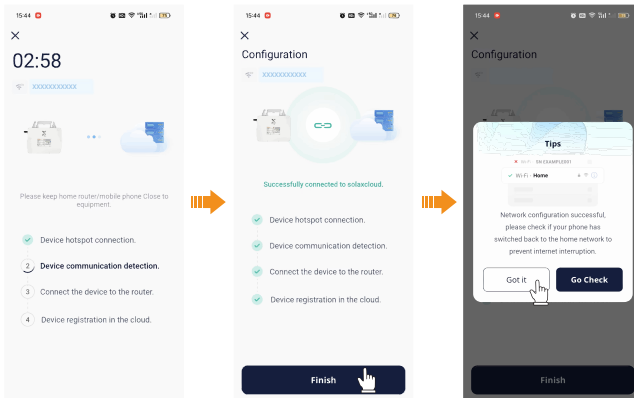 15:44
02:58
XXXXXXXXXXX
Please keep home router/mobile phone Close to
equipment.
Device hotspot connection.
2 Device communication detection.
3 Connect the device to the router.
4 Device registration in the cloud.
15:44
Configuration
XXXXXXXXXXX
Successfully connected to solaxcloud.
Device hotspot connection.
Device communication detection.
Connect the device to the router.
Device registration in the cloud.
Finish
15:44
Configuration
Tips
Wi-Fi · Home
Network configuration successful,
please check if your phone has
switched back to the home network to
prevent internet interruption.
Got it
Go Check
Finish